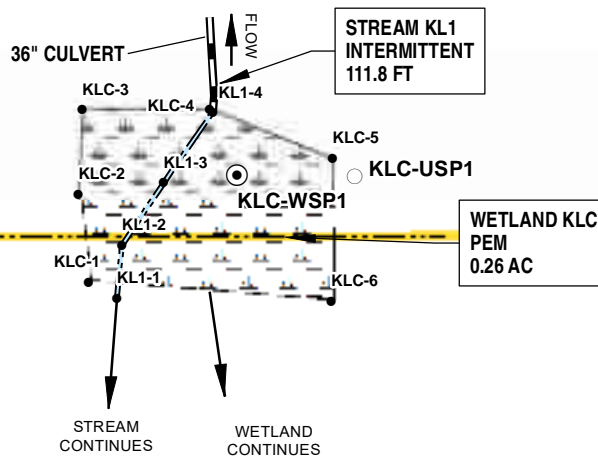 36" CULVERT
FLOW
STREAM KL1
INTERMITTENT
111.8 FT
KLC-3
KLC-4
KL1-4
KLC-5
KL1-3
KLC-USP1
KLC-2
KLC-WSP1
KL1-2
WETLAND KLC
PEM
0.26 AC
KLC-1
KL1-1
KLC-6
STREAM
CONTINUES
WETLAND
CONTINUES